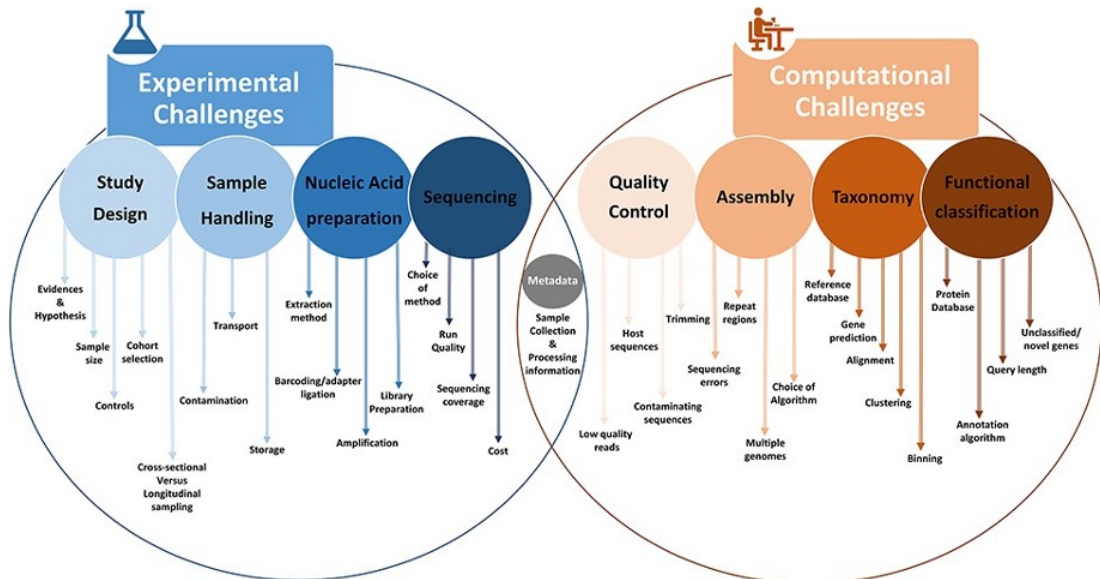 Experimental
Challenges
Computational
Challenges
Study
Design
Sample
Handling
Nucleic Acid
preparation
Sequencing
Quality
Control
Assembly
Taxonomy
Functional
classification
Evidences
&
Hypothesis
Sample
size
Controls
Cohort
selection
Cross-sectional
Versus
Longitudinal
sampling
Contamination
Transport
Storage
Extraction
method
Barcoding/adapter
ligation
Amplification
Library
Preparation
Choice
of method
Run
Quality
Sequencing
coverage
Cost
Metadata
Sample
Collection
&
Processing
information
Low quality
reads
Host
sequences
Contaminating
sequences
Trimming
Sequencing
errors
Repeat
regions
Multiple
genomes
Choice of
Algorithm
Reference
database
Gene
prediction
Alignment
Clustering
Binning
Protein
Database
Annotation
algorithm
Query length
Unclassified/
novel genes